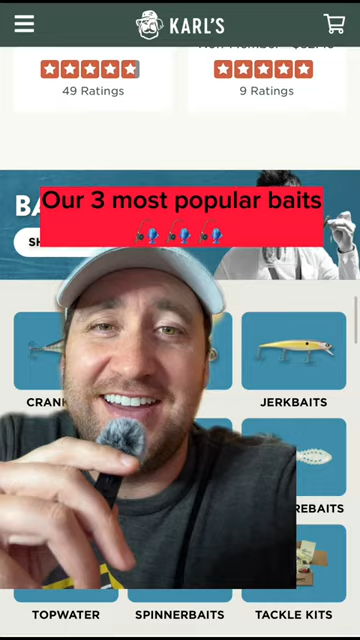 KARL'S
49 Ratings
9 Ratings
BA
Our 3 most popular baits
SH
CRANK
JERKBAITS
REBAITS
TOPWATER
SPINNERBAITS
TACKLE KITS